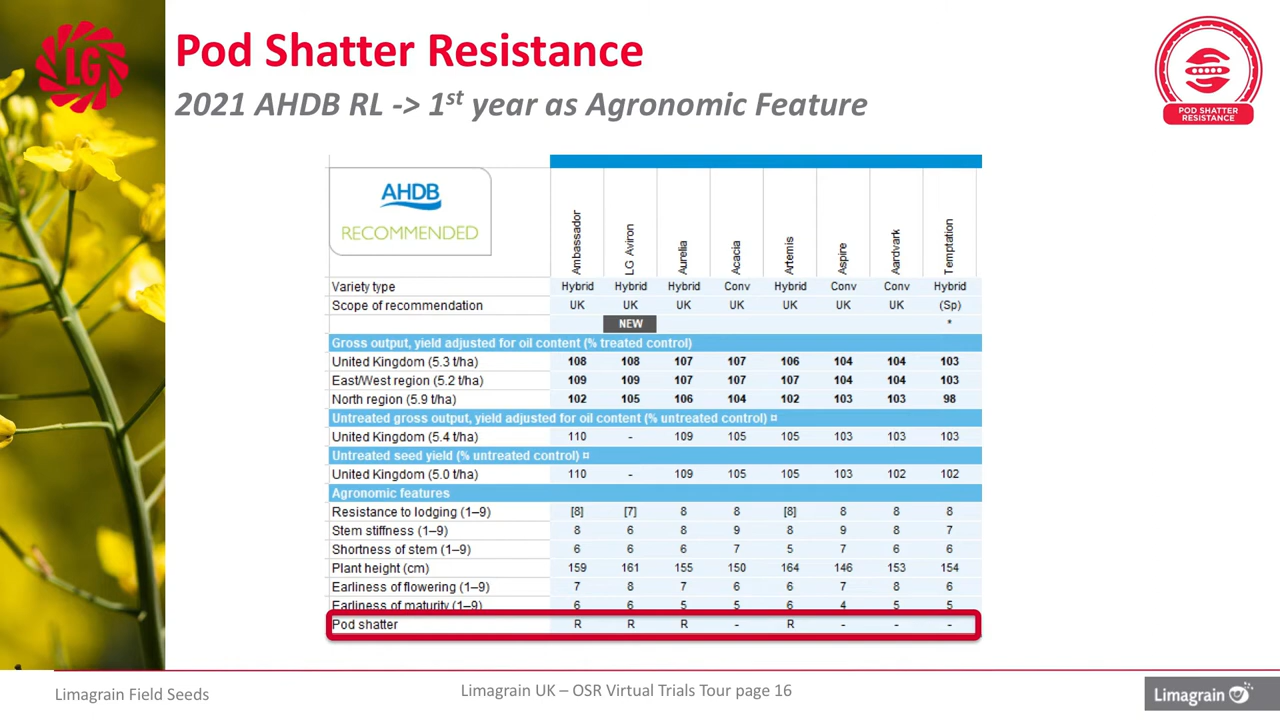 LG
Pod Shatter Resistance
2021 AHDB RL -> 1st year as Agronomic Feature
POD SHATTER
RESISTANCE
AHDB
RECOMMENDED
Ambassador LG Aviron Aurelia Acacia Artemis Aspire Aardvark Temptation
Variety type Hybrid Hybrid Hybrid Conv Hybrid Conv Conv Hybrid
Scope of recommendation UK UK UK UK UK UK UK (Sp)
NEW *
Gross output, yield adjusted for oil content (% treated control)
United Kingdom (5.3 t/ha) 108 108 107 107 106 104 104 103
East/West region (5.2 t/ha) 109 109 107 107 107 104 104 103
North region (5.9 t/ha) 102 105 106 104 102 103 103 98
Untreated gross output, yield adjusted for oil content (% untreated control) ¤
United Kingdom (5.4 t/ha) 110 - 109 105 105 103 103 103
Untreated seed yield (% untreated control) ¤
United Kingdom (5.0 t/ha) 110 - 109 105 105 103 102 102
Agronomic features
Resistance to lodging (1–9) [8] [7] 8 8 [8] 8 8 8
Stem stiffness (1–9) 8 6 8 9 8 9 8 7
Shortness of stem (1–9) 6 6 6 7 5 7 6 6
Plant height (cm) 159 161 155 150 164 146 153 154
Earliness of flowering (1–9) 7 8 7 6 6 7 8 6
Earliness of maturity (1–9) 6 6 5 5 6 4 5 5
Pod shatter R R R - R - - -
Limagrain Field Seeds
Limagrain UK – OSR Virtual Trials Tour page 16
Limagrain